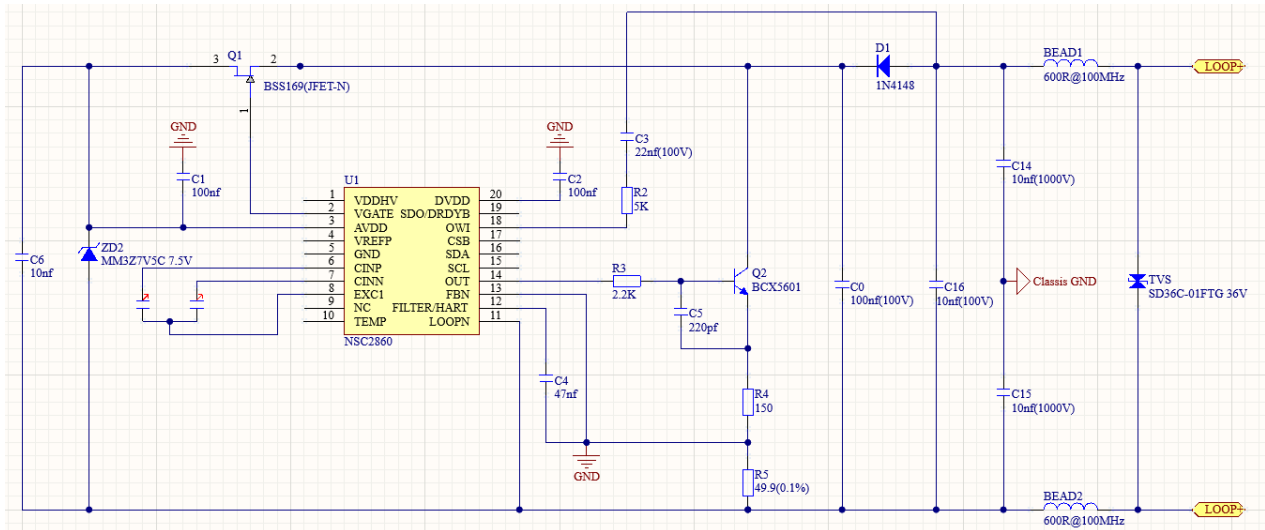 BEAD1
D1
Q1
3
2
LOOP+
600R@100MHz
1N4148
BSS169(JFET-N)
1
GND
GND
C3
22nf(100V)
C14
10nf(1000V)
C1
100nf
C2
100nf
U1
R2
5K
1 VDDHV DVDD 20
2 VGATE SDO/DRDYB 19
3 AVDD OWI 18
4 VREFP CSB 17
5 GND SDA 16
6 CINP SCL 15
7 CINN OUT 14
8 EXC1 FBN 13
9 NC FILTER/HART 12
10 TEMP LOOPN 11
NSC2860
ZD2
MM3Z7V5C 7.5V
C6
10nf
R3
2.2K
Q2
BCX5601
C0
100nf(100V)
C16
10nf(100V)
Classis GND
TVS
SD36C-01FTG 36V
C5
220pf
C4
47nf
R4
150
C15
10nf(1000V)
GND
R5
49.9(0.1%)
BEAD2
600R@100MHz
LOOP-